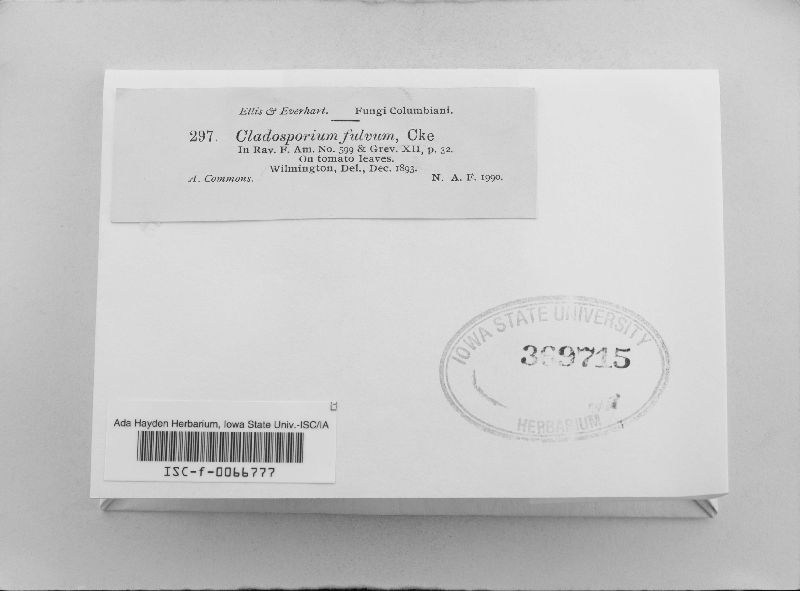 Ellis & Everhart. Fungi Columbiani.
297. Cladosporium fulvum, Cke
In Rav. F. Am. No. 599 & Grev. XII, p. 32.
On tomato leaves.
Wilmington, Del., Dec. 1893.
A. Commons. N. A. F. 1990.
IOWA STATE UNIVERSITY
389715
HERBARIUM
Ada Hayden Herbarium, Iowa State Univ.-ISC/IA
ISC-f-0066777